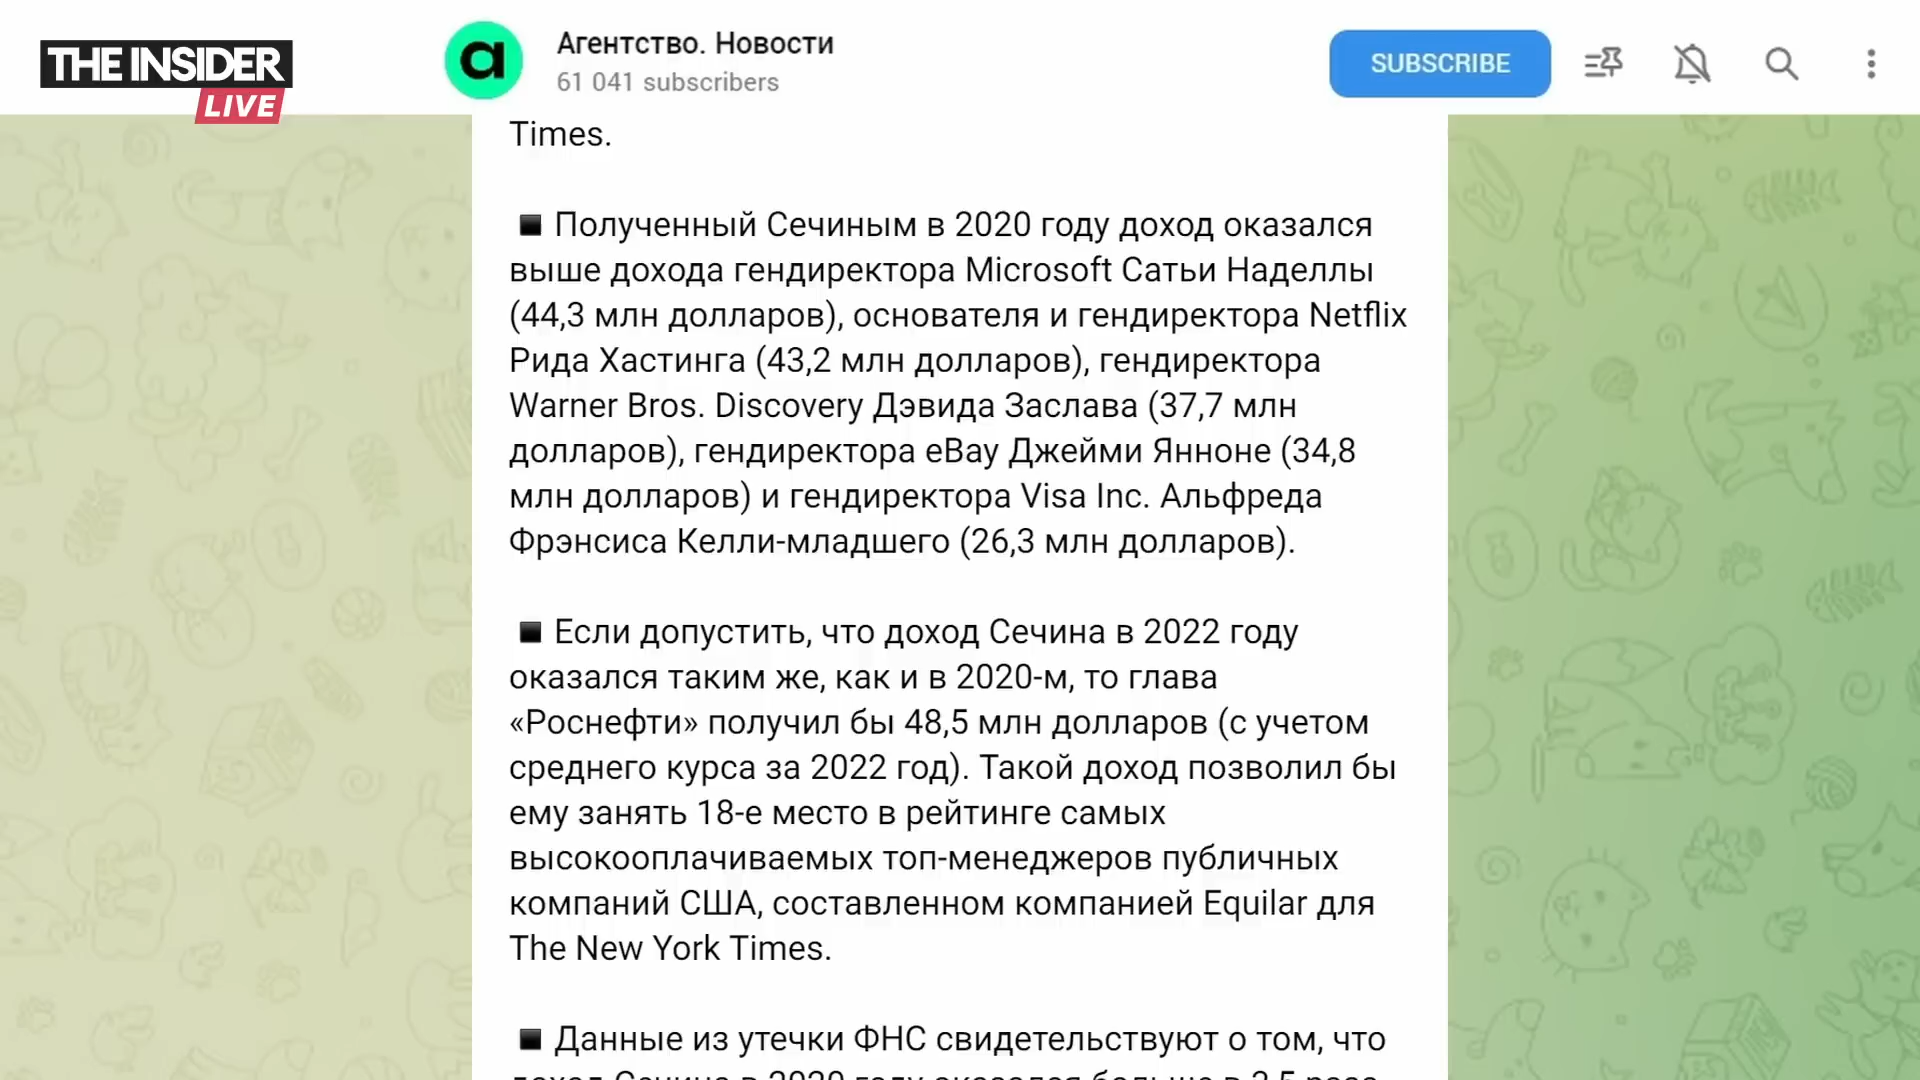 THE INSIDER
LIVE
Агентство. Новости
61 041 subscribers
SUBSCRIBE
Times.
Полученный Сечиным в 2020 году доход оказался
выше дохода гендиректора Microsoft Сатьи Наделлы
(44,3 млн долларов), основателя и гендиректора Netflix
Рида Хастинга (43,2 млн долларов), гендиректора
Warner Bros. Discovery Дэвида Заслава (37,7 млн
долларов), гендиректора eBay Джейми Янноне (34,8
млн долларов) и гендиректора Visa Inc. Альфреда
Фрэнсиса Келли-младшего (26,3 млн долларов).
Если допустить, что доход Сечина в 2022 году
оказался таким же, как и в 2020-м, то глава
«Роснефти» получил бы 48,5 млн долларов (с учетом
среднего курса за 2022 год). Такой доход позволил бы
ему занять 18-е место в рейтинге самых
высокооплачиваемых топ-менеджеров публичных
компаний США, составленном компанией Equilar для
The New York Times.
Данные из утечки ФНС свидетельствуют о том, что
доход Сечина в 2020 году оказался больше в